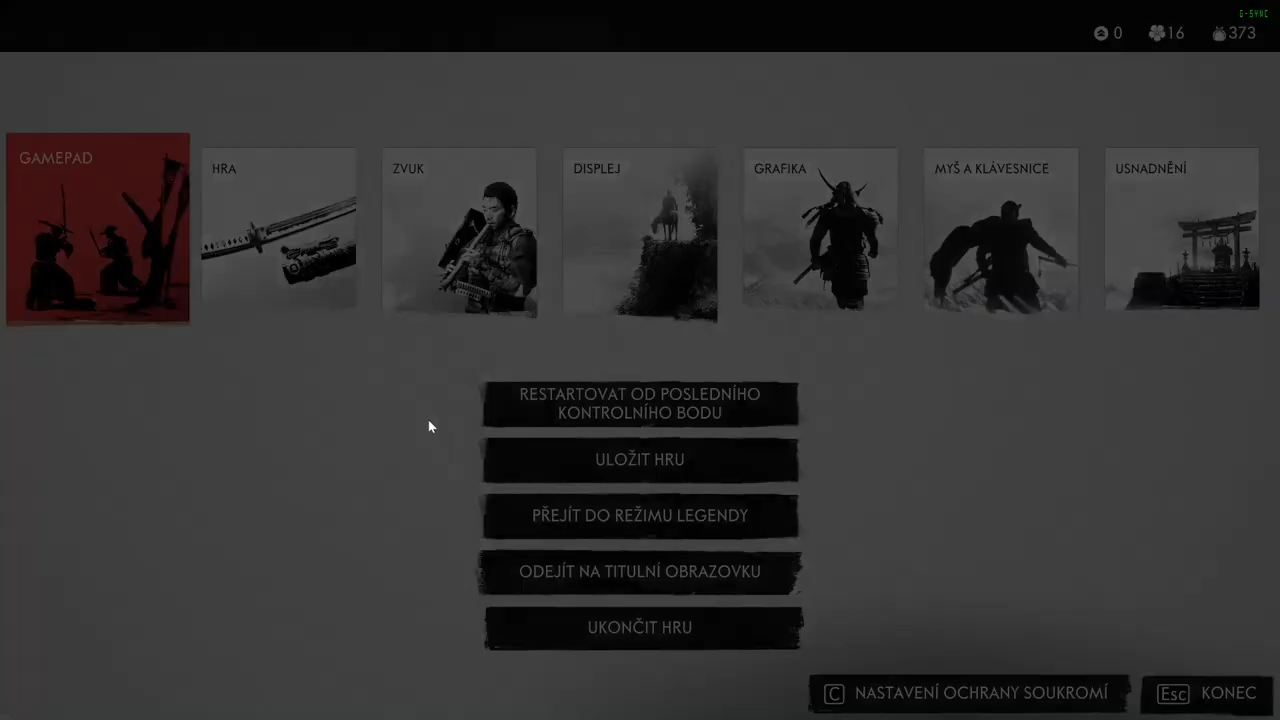 G-SYNC
0 16 373
GAMEPAD
HRA
ZVUK
DISPLEJ
GRAFIKA
MYŠ A KLÁVESNICE
USNADNĚNÍ
RESTARTOVAT OD POSLEDNÍHO
KONTROLNÍHO BODU
ULOŽIT HRU
PŘEJÍT DO REŽIMU LEGENDY
ODEJÍT NA TITULNÍ OBRAZOVKU
UKONČIT HRU
C NASTAVENÍ OCHRANY SOUKROMÍ Esc KONEC